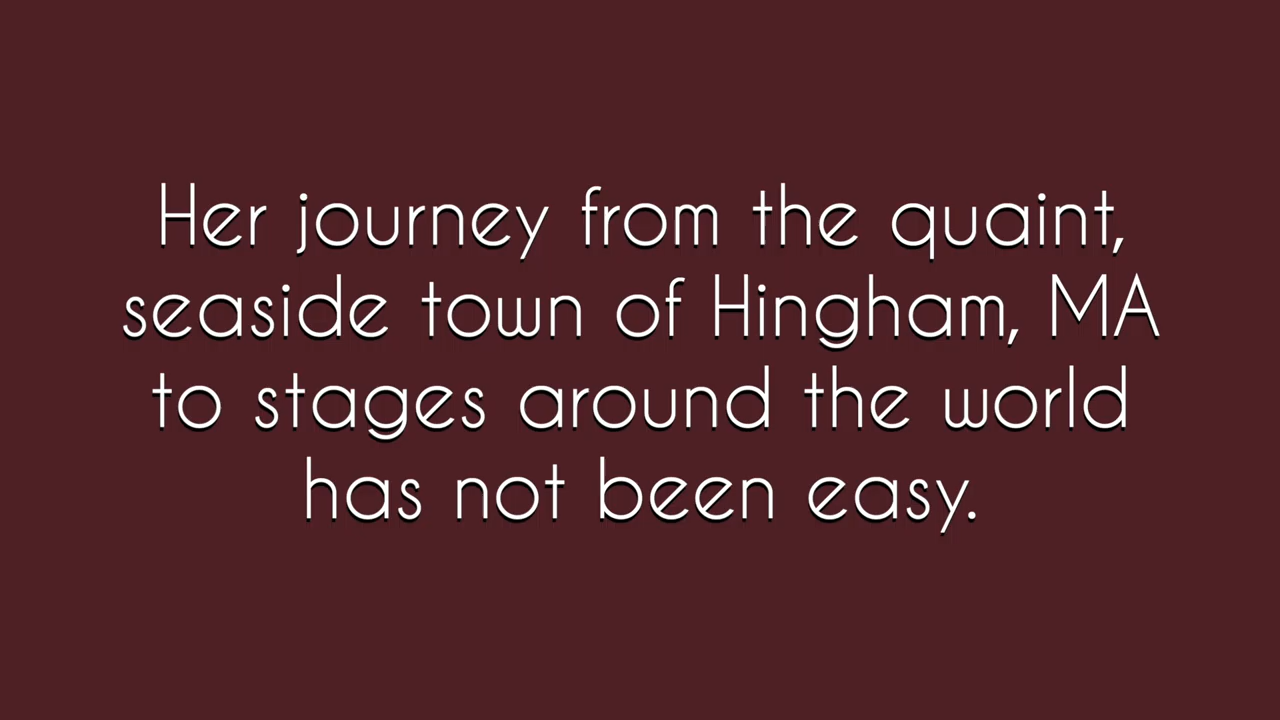 Her journey from the quaint,
seaside town of Hingham, MA
to stages around the world
has not been easy.